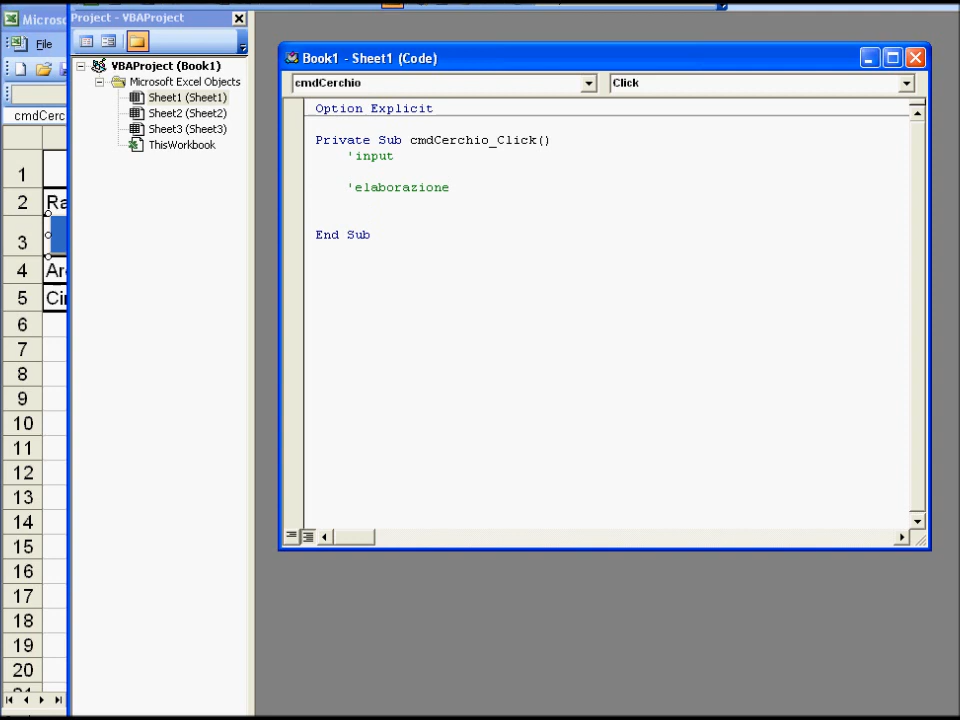 Microso
File
cmdCerc
1
2 Ra
3
4 Ar
5 Ci
6
7
8
9
10
11
12
13
14
15
16
17
18
19
20
Project - VBAProject
VBAProject (Book1)
Microsoft Excel Objects
Sheet1 (Sheet1)
Sheet2 (Sheet2)
Sheet3 (Sheet3)
ThisWorkbook
Book1 - Sheet1 (Code)
cmdCerchio Click
Option Explicit
Private Sub cmdCerchio_Click()
'input
'elaborazione
End Sub